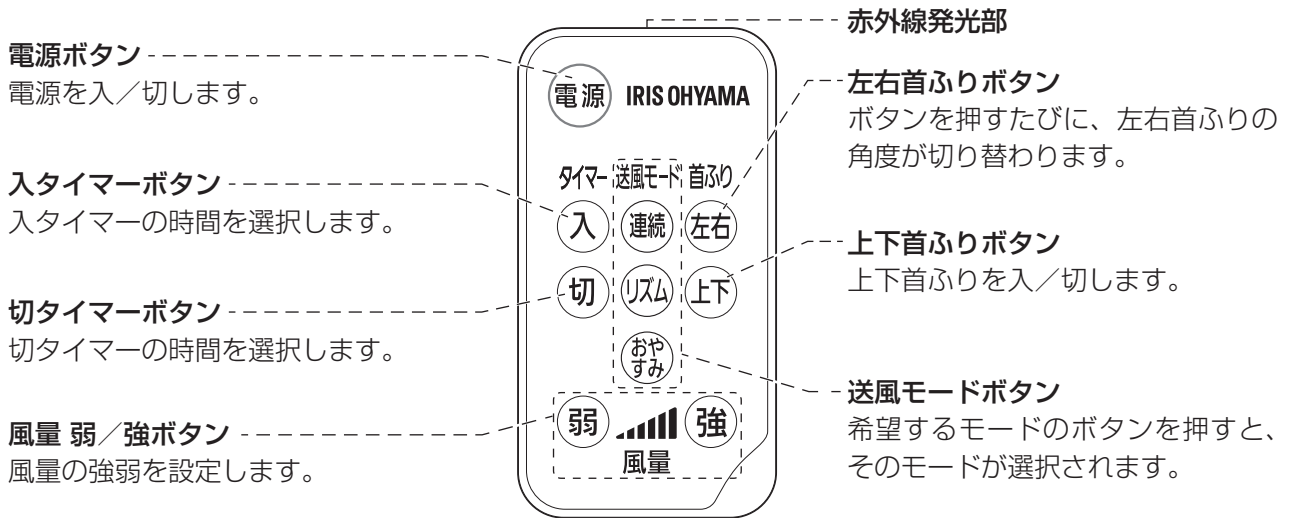 電源ボタン
電源を入／切します。
入タイマーボタン
入タイマーの時間を選択します。
切タイマーボタン
切タイマーの時間を選択します。
風量 弱／強ボタン
風量の強弱を設定します。
電源 IRIS OHYAMA
タイマー 送風モード 首ふり
入 連続 左右
切 リズム 上下
おや
すみ
弱 強
風量
赤外線発光部
左右首ふりボタン
ボタンを押すたびに、左右首ふりの
角度が切り替わります。
上下首ふりボタン
上下首ふりを入／切します。
送風モードボタン
希望するモードのボタンを押すと、
そのモードが選択されます。